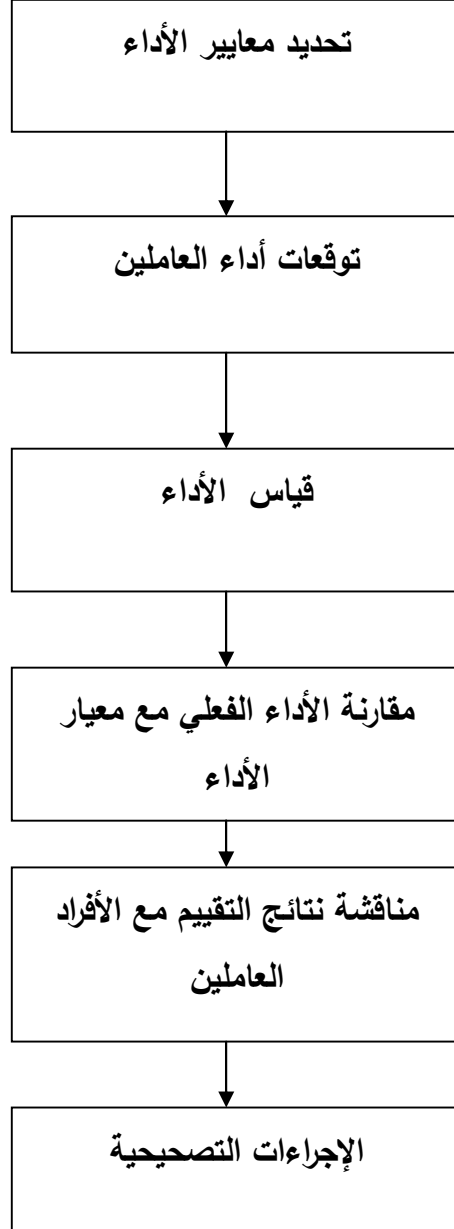 تحديد معايير الأداء
توقعات أداء العاملين
قياس الأداء
مقارنة الأداء الفعلي مع معيار
الأداء
مناقشة نتائج التقييم مع الأفراد
العاملين
الإجراءات التصحيحية